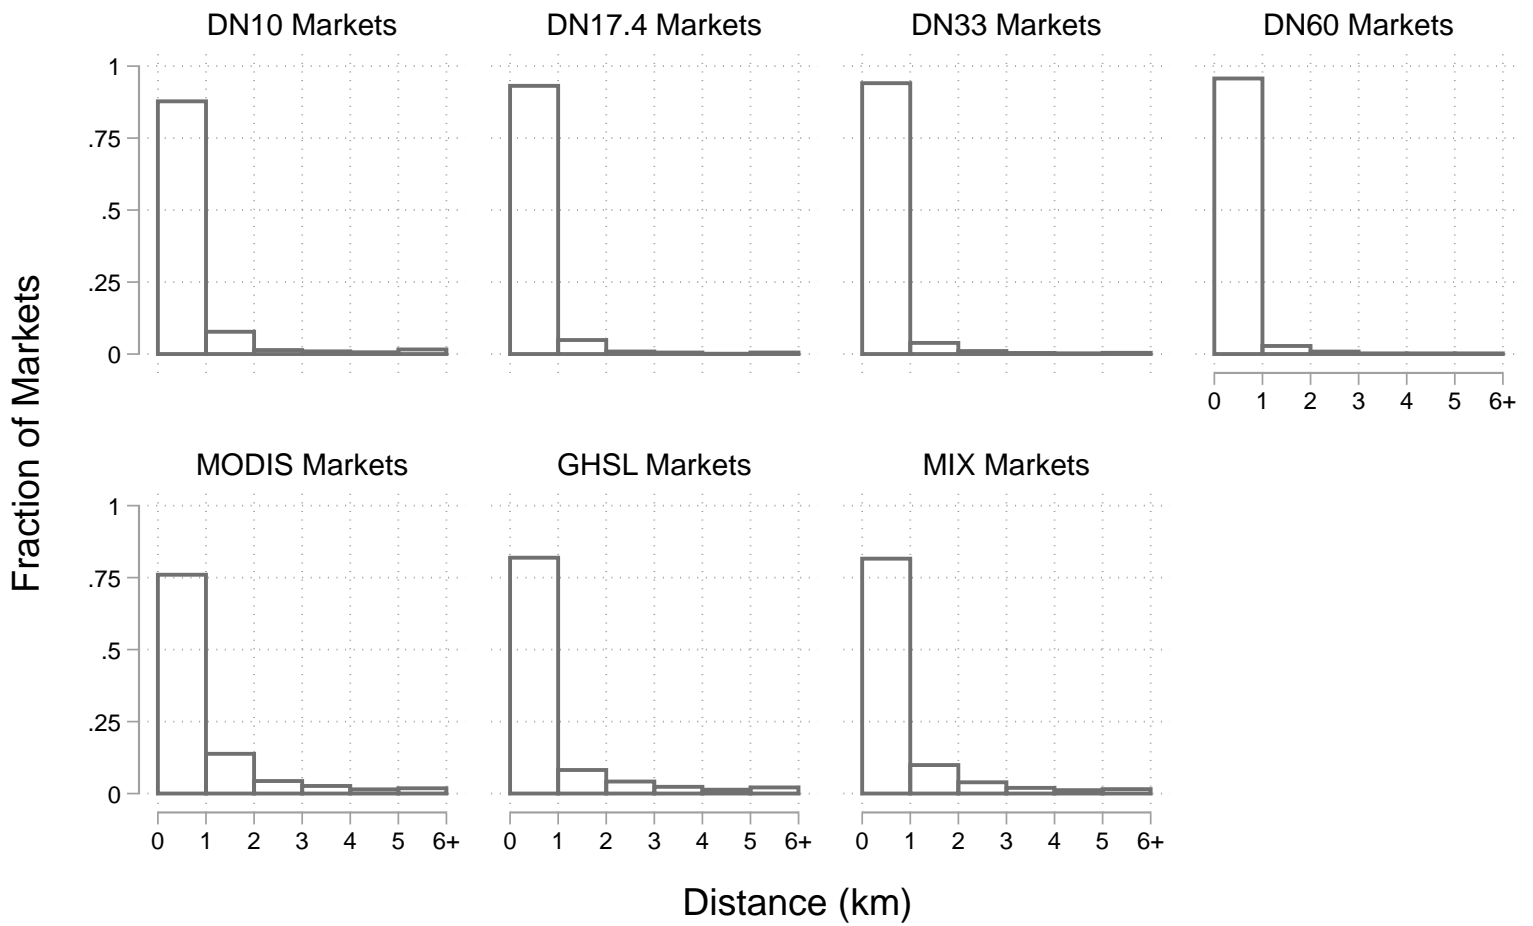 DN10 Markets
DN17.4 Markets
DN33 Markets
DN60 Markets
1
.75
.5
.25
0
0 1 2 3 4 5 6+
Fraction of Markets
MODIS Markets
GHSL Markets
MIX Markets
1
.75
.5
.25
0
0 1 2 3 4 5 6+
0 1 2 3 4 5 6+
0 1 2 3 4 5 6+
Distance (km)